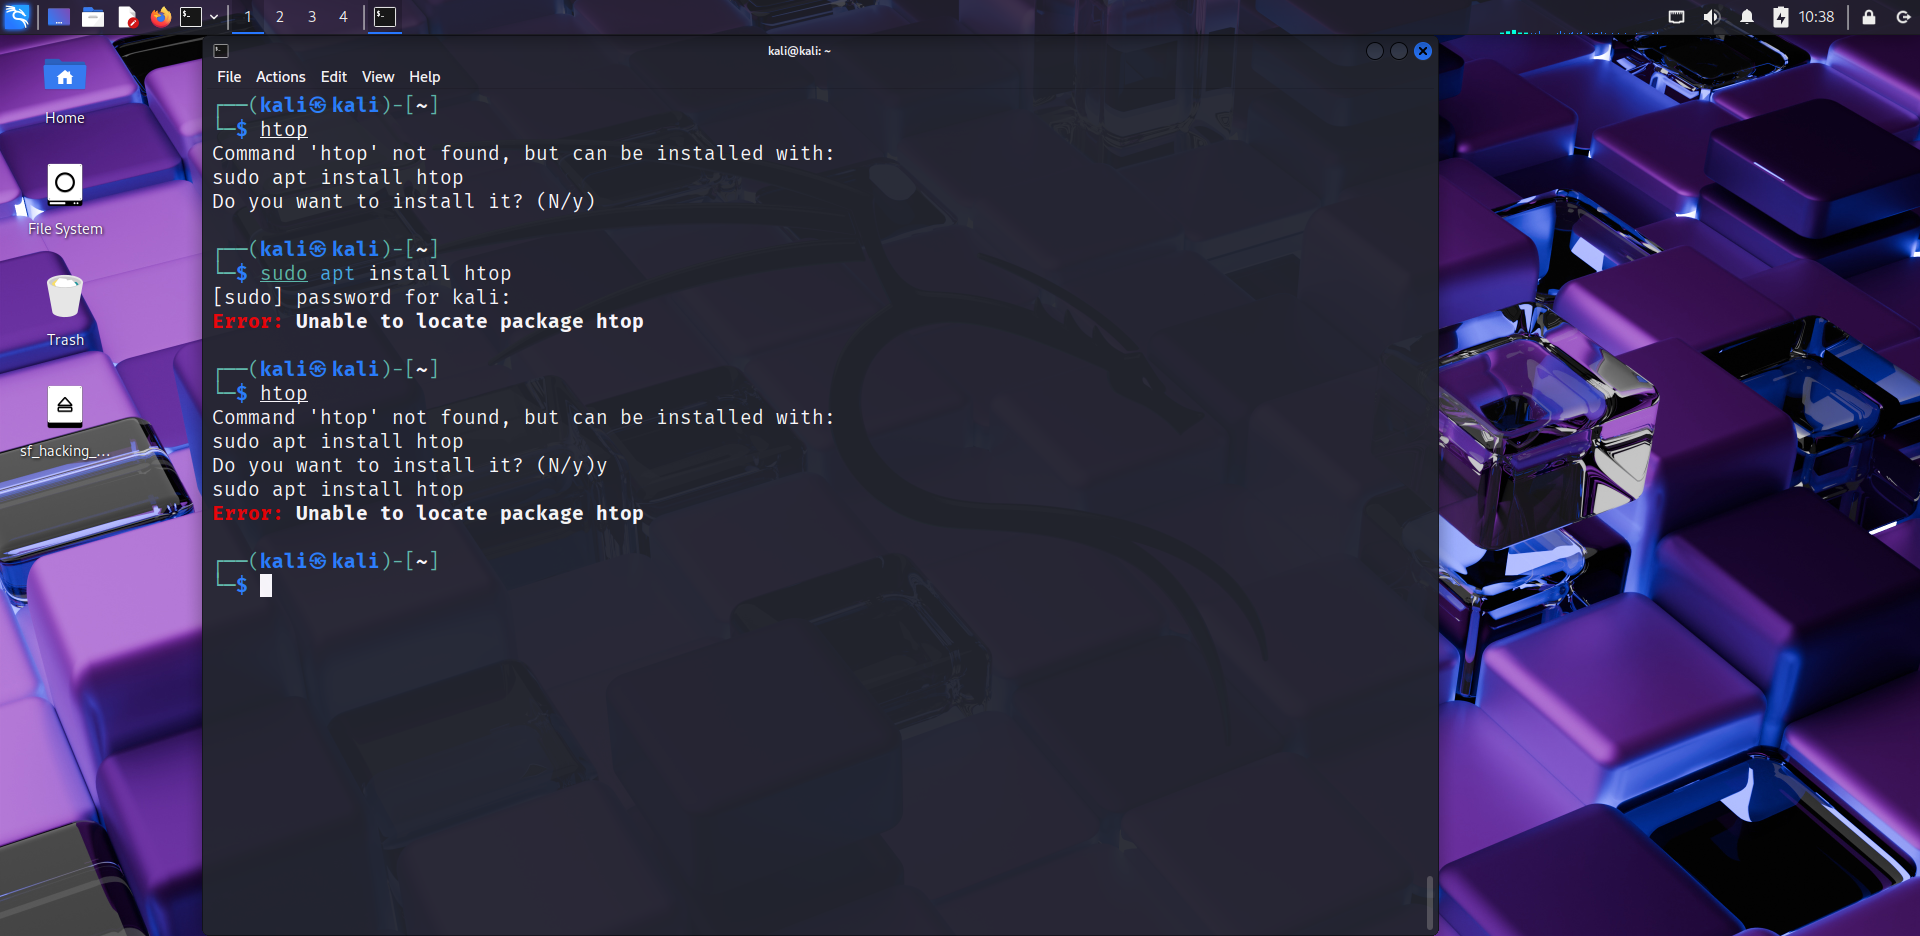 1 2 3 4
10:38
kali@kali: ~
File Actions Edit View Help
┌──(kali㉿kali)-[~]
└─$ htop
Command 'htop' not found, but can be installed with:
sudo apt install htop
Do you want to install it? (N/y)
┌──(kali㉿kali)-[~]
└─$ sudo apt install htop
[sudo] password for kali:
Error: Unable to locate package htop
┌──(kali㉿kali)-[~]
└─$ htop
Command 'htop' not found, but can be installed with:
sudo apt install htop
Do you want to install it? (N/y)y
sudo apt install htop
Error: Unable to locate package htop
┌──(kali㉿kali)-[~]
└─$
Home
File System
Trash
sf_hacking_...